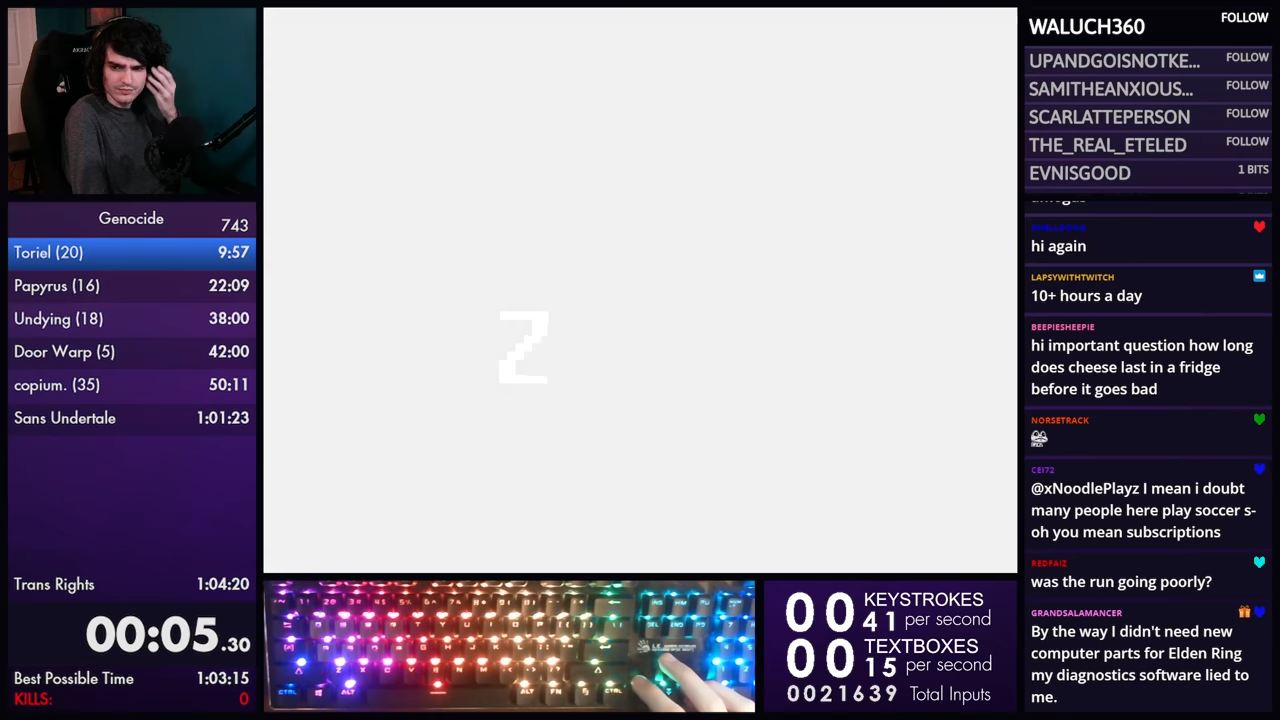 Genocide
743
Toriel (20) 9:57
Papyrus (16) 22:09
Undying (18) 38:00
Door Warp (5) 42:00
copium. (35) 50:11
Sans Undertale 1:01:23
Trans Rights 1:04:20
00:05.30
Best Possible Time 1:03:15
KILLS: 0
Z
00.41 KEYSTROKES per second
00.15 TEXTBOXES per second
0021639 Total Inputs
WALUCH360 FOLLOW
UPANDGOISNOTKE... FOLLOW
SAMITHEANXIOUS... FOLLOW
SCARLATTEPERSON FOLLOW
THE_REAL_ETELED FOLLOW
EVNISGOOD 1 BITS
hi again
LAPSYWITHTWITCH
10+ hours a day
BEEPIESHEEPIE
hi important question how long
does cheese last in a fridge
before it goes bad
NORSETRACK
CEI72
@xNoodlePlayz I mean i doubt
many people here play soccer s-
oh you mean subscriptions
REDFAIZ
was the run going poorly?
GRANDSALAMANCER
By the way I didn't need new
computer parts for Elden Ring
my diagnostics software lied to
me.